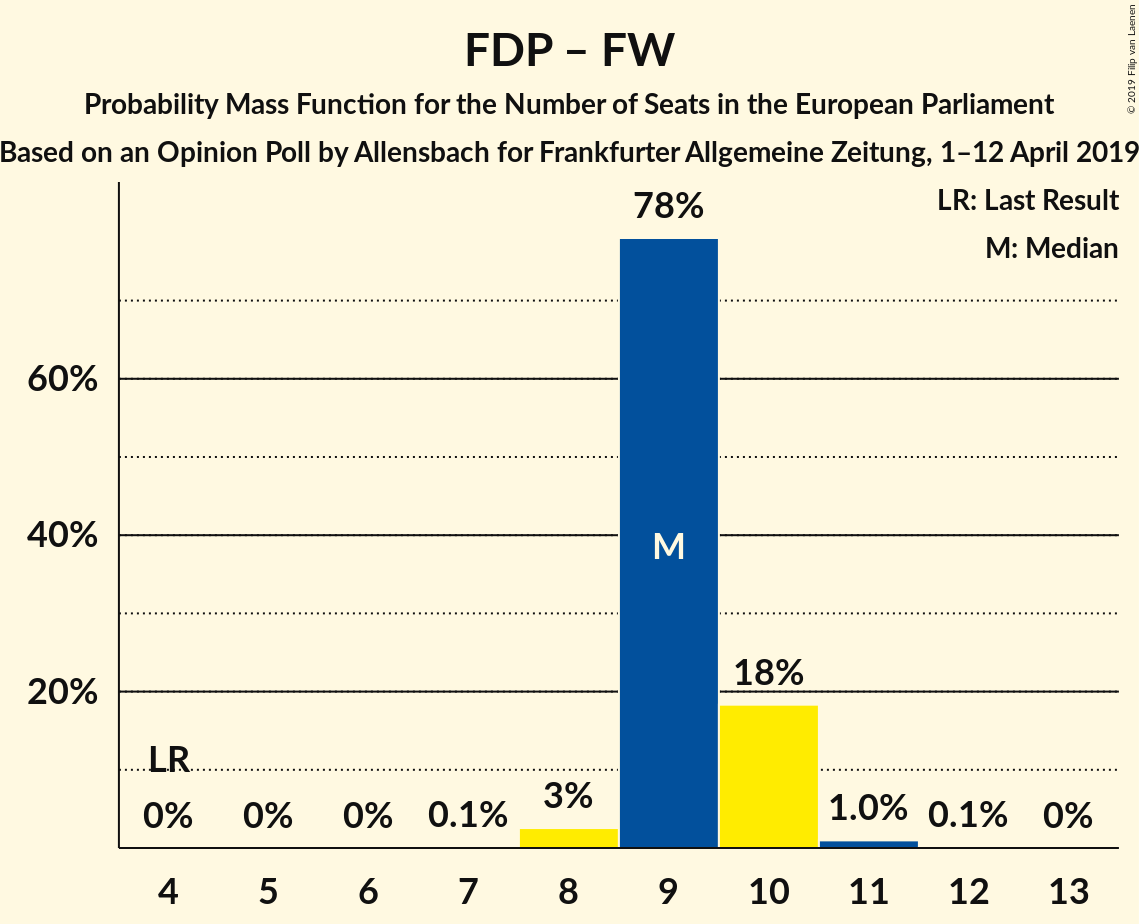 FDP – FW
Probability Mass Function for the Number of Seats in the European Parliament
Based on an Opinion Poll by Allensbach for Frankfurter Allgemeine Zeitung, 1–12 April 2019
© 2019 Filip van Laenen
LR: Last Result
M: Median
78%
60%
40%
M
18%
20%
LR
0% 0% 0% 0.1% 3% 1.0% 0.1% 0%
4 5 6 7 8 9 10 11 12 13